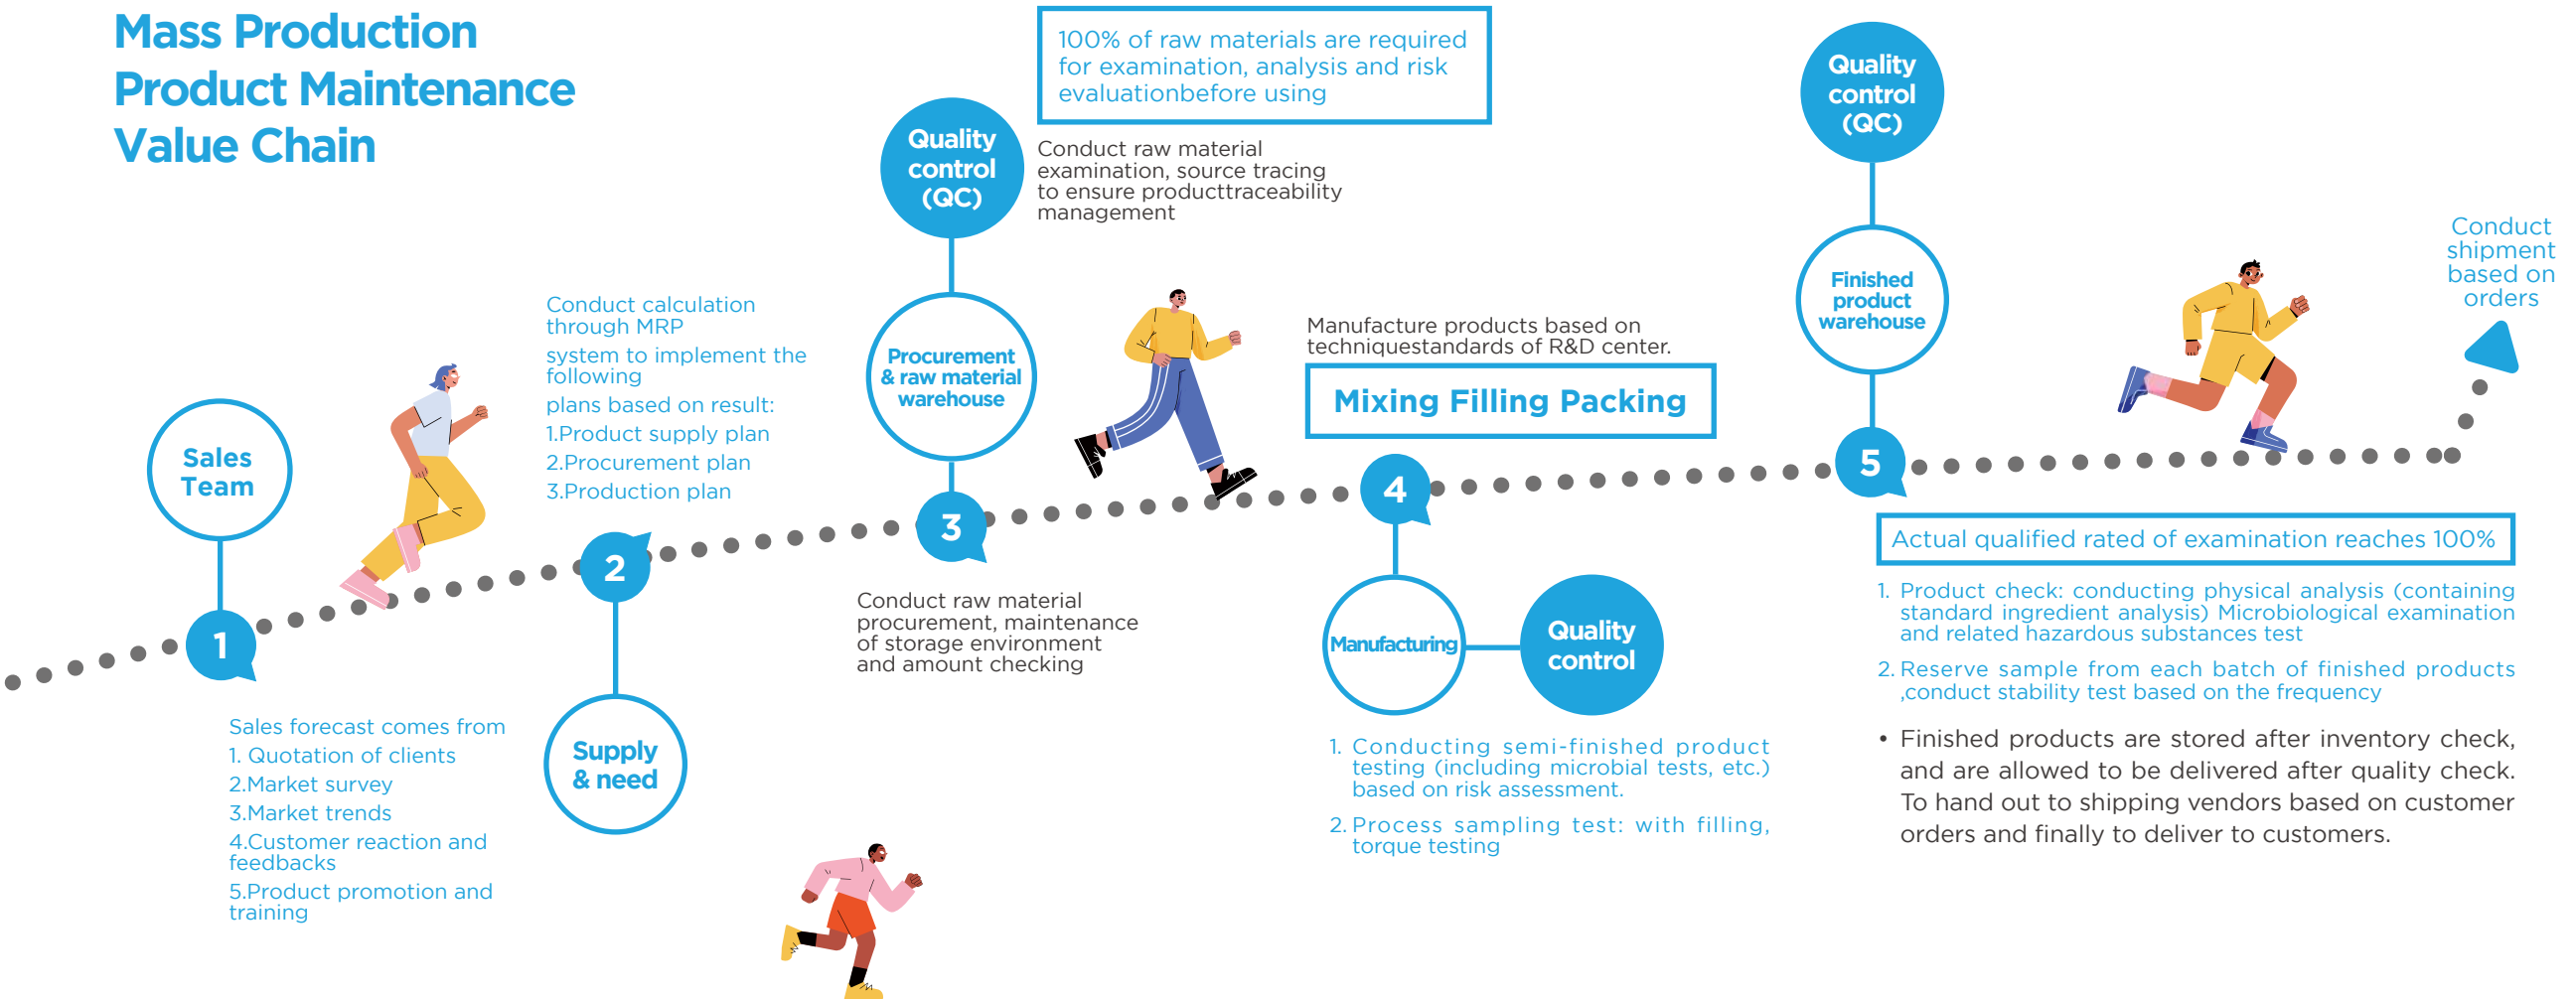 Mass Production
Product Maintenance
Value Chain
Sales
Team
1
Sales forecast comes from
1. Quotation of clients
2.Market survey
3.Market trends
4.Customer reaction and
feedbacks
5.Product promotion and
training
Conduct calculation
through MRP
system to implement the
following
plans based on result:
1.Product supply plan
2.Procurement plan
3.Production plan
2
Supply
& need
100% of raw materials are required
for examination, analysis and risk
evaluationbefore using
Quality
control
(QC)
Conduct raw material
examination, source tracing
to ensure producttraceability
management
Procurement
& raw material
warehouse
3
Conduct raw material
procurement, maintenance
of storage environment
and amount checking
Manufacture products based on
techniquestandards of R&D center.
Mixing Filling Packing
4
Manufacturing
Quality
control
1. Conducting semi-finished product
testing (including microbial tests, etc.)
based on risk assessment.
2. Process sampling test: with filling,
torque testing
Quality
control
(QC)
Finished
product
warehouse
5
Actual qualified rated of examination reaches 100%
1. Product check: conducting physical analysis (containing
standard ingredient analysis) Microbiological examination
and related hazardous substances test
2. Reserve sample from each batch of finished products
,conduct stability test based on the frequency
• Finished products are stored after inventory check,
and are allowed to be delivered after quality check.
To hand out to shipping vendors based on customer
orders and finally to deliver to customers.
Conduct
shipment
based on
orders